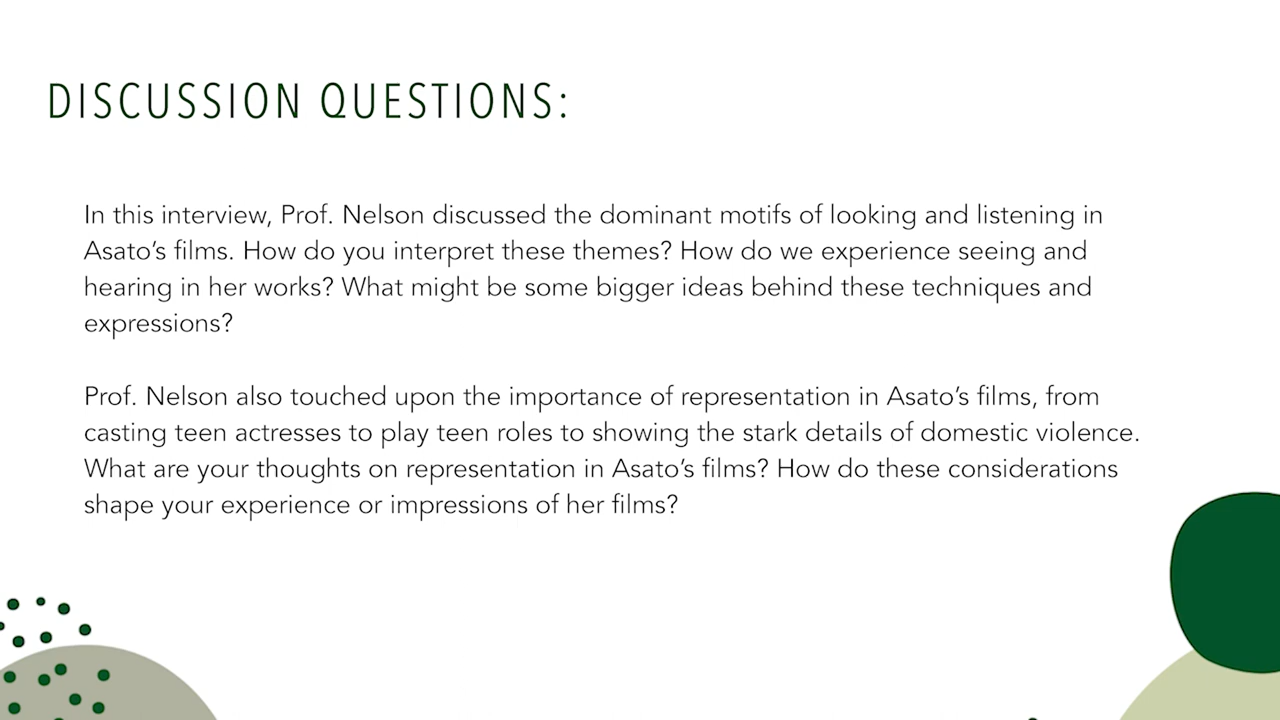 DISCUSSION QUESTIONS:
In this interview, Prof. Nelson discussed the dominant motifs of looking and listening in
Asato’s films. How do you interpret these themes? How do we experience seeing and
hearing in her works? What might be some bigger ideas behind these techniques and
expressions?
Prof. Nelson also touched upon the importance of representation in Asato’s films, from
casting teen actresses to play teen roles to showing the stark details of domestic violence.
What are your thoughts on representation in Asato’s films? How do these considerations
shape your experience or impressions of her films?